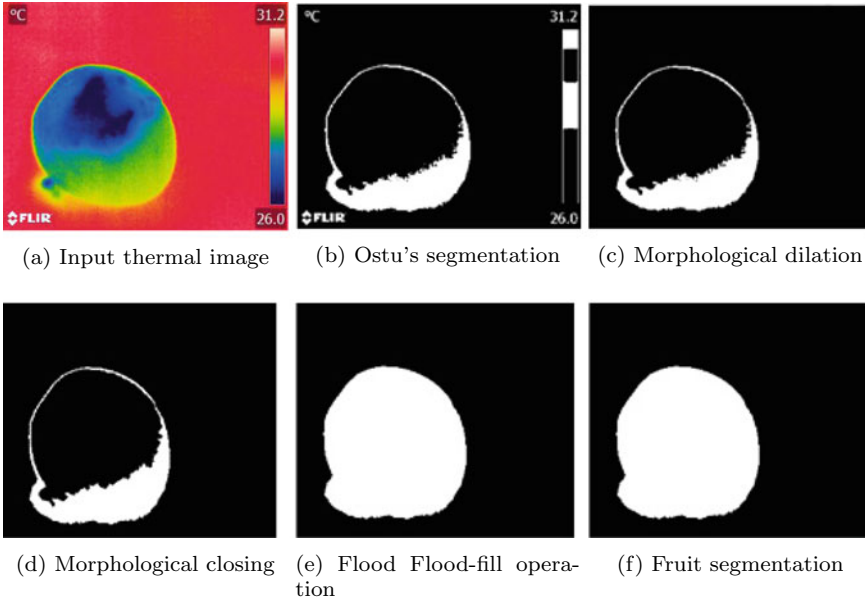 °C 31.2
FLIR 26.0
°C 31.2
FLIR 26.0
(a) Input thermal image
(b) Ostu's segmentation
(c) Morphological dilation
(d) Morphological closing
(e) Flood Flood-fill opera-
tion
(f) Fruit segmentation